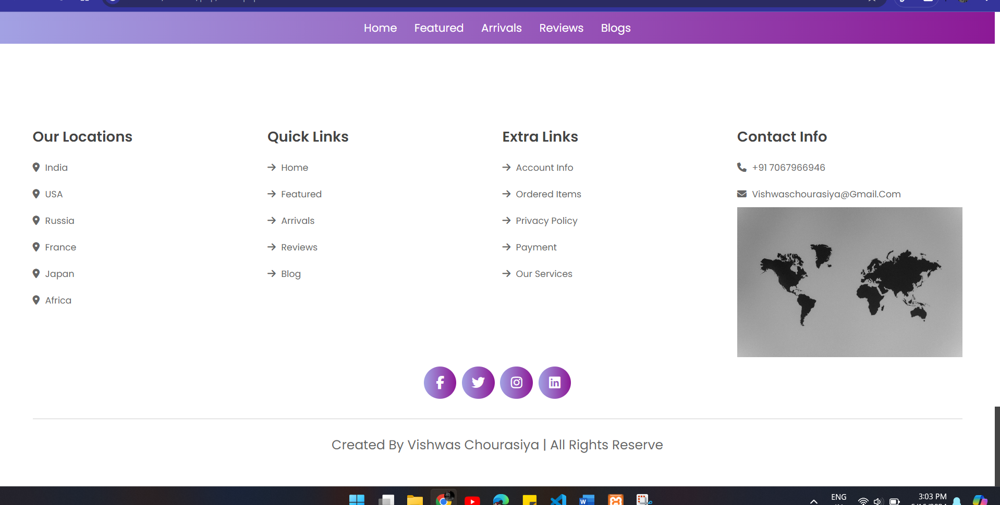 Home Featured Arrivals Reviews Blogs
Our Locations
India
USA
Russia
France
Japan
Africa
Quick Links
Home
Featured
Arrivals
Reviews
Blog
Extra Links
Account Info
Ordered Items
Privacy Policy
Payment
Our Services
Contact Info
+91 7067966946
Vishwaschourasiya@Gmail.Com
Created By Vishwas Chourasiya | All Rights Reserve
ENG
3:03 PM